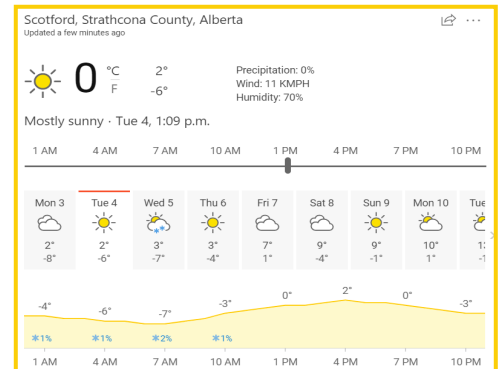 Scotford, Strathcona County, Alberta
Updated a few minutes ago
0 °C
F
2°
-6°
Precipitation: 0%
Wind: 11 KMPH
Humidity: 70%
Mostly sunny · Tue 4, 1:09 p.m.
1 AM 4 AM 7 AM 10 AM 1 PM 4 PM 7 PM 10 PM
Mon 3 Tue 4 Wed 5 Thu 6 Fri 7 Sat 8 Sun 9 Mon 10 Tue
2° 2° 3° 3° 7° 9° 9° 10°
-8° -6° -7° -4° 1° -4° -1° 1°
-4° -6° -7° -3° 0° 2° 0° -3°
1% 1% 2% 1%
1 AM 4 AM 7 AM 10 AM 1 PM 4 PM 7 PM 10 PM